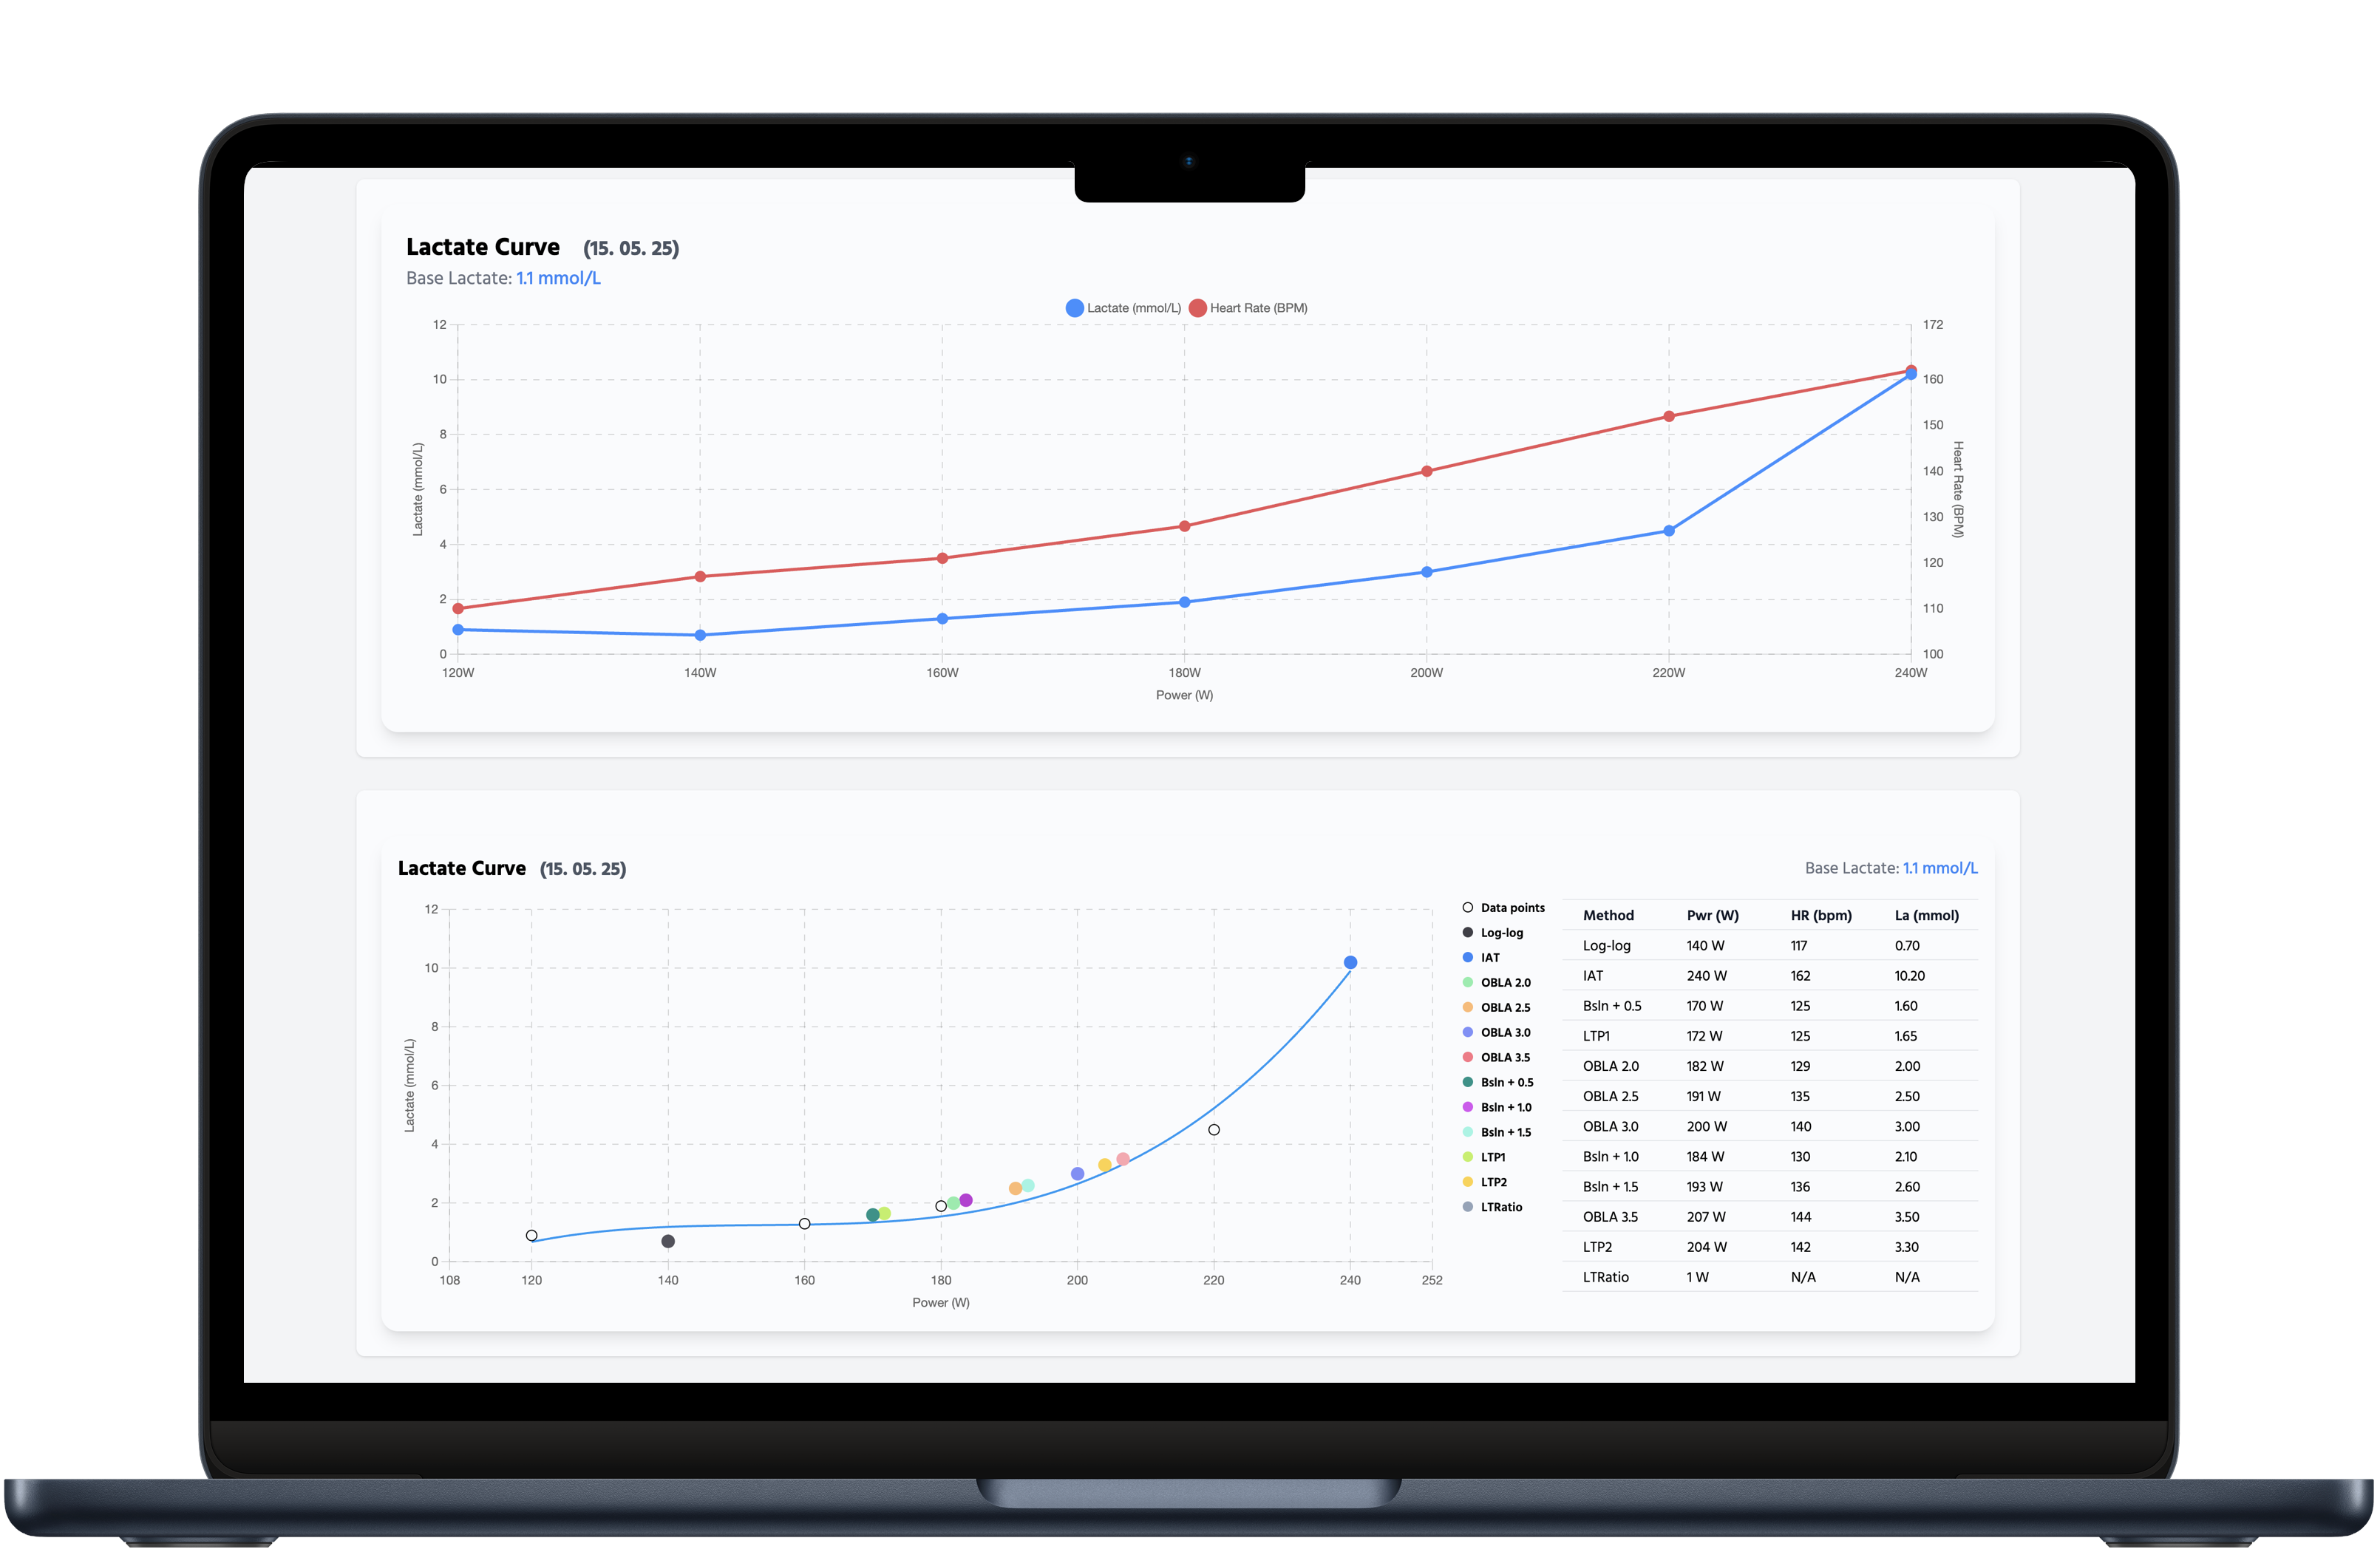 Lactate Curve (15. 05. 25)
Base Lactate: 1.1 mmol/L
Lactate (mmol/L) Heart Rate (BPM)
12
10
8
6
4
2
0
Lactate (mmol/L)
172
160
150
140
130
120
110
100
Heart Rate (BPM)
120W 140W 160W 180W 200W 220W 240W
Power (W)
Lactate Curve (15. 05. 25)
Base Lactate: 1.1 mmol/L
12
10
8
6
4
2
0
Lactate (mmol/L)
108 120 140 160 180 200 220 240 252
Power (W)
Data points
Log-log
IAT
OBLA 2.0
OBLA 2.5
OBLA 3.0
OBLA 3.5
Bsln + 0.5
Bsln + 1.0
Bsln + 1.5
LTP1
LTP2
LTRatio
Method Pwr (W) HR (bpm) La (mmol)
Log-log 140 W 117 0.70
IAT 240 W 162 10.20
Bsln + 0.5 170 W 125 1.60
LTP1 172 W 125 1.65
OBLA 2.0 182 W 129 2.00
OBLA 2.5 191 W 135 2.50
OBLA 3.0 200 W 140 3.00
Bsln + 1.0 184 W 130 2.10
Bsln + 1.5 193 W 136 2.60
OBLA 3.5 207 W 144 3.50
LTP2 204 W 142 3.30
LTRatio 1 W N/A N/A